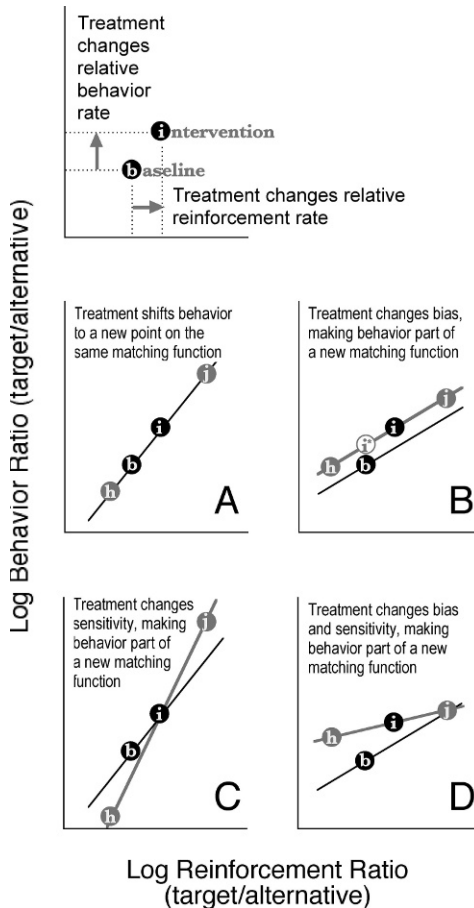 Treatment
changes
relative
behavior
rate
intervention
baseline
Treatment changes relative
reinforcement rate
Log Behavior Ratio (target/alternative)
Treatment shifts behavior
to a new point on the
same matching function
j
i
b
h
A
Treatment changes bias,
making behavior part of
a new matching function
j
i
i*
h
b
B
Treatment changes
sensitivity, making
behavior part of
a new matching
function
j
i
b
h
C
Treatment changes bias
and sensitivity, making
behavior part of a new
matching function
j
i
h
b
D
Log Reinforcement Ratio
(target/alternative)